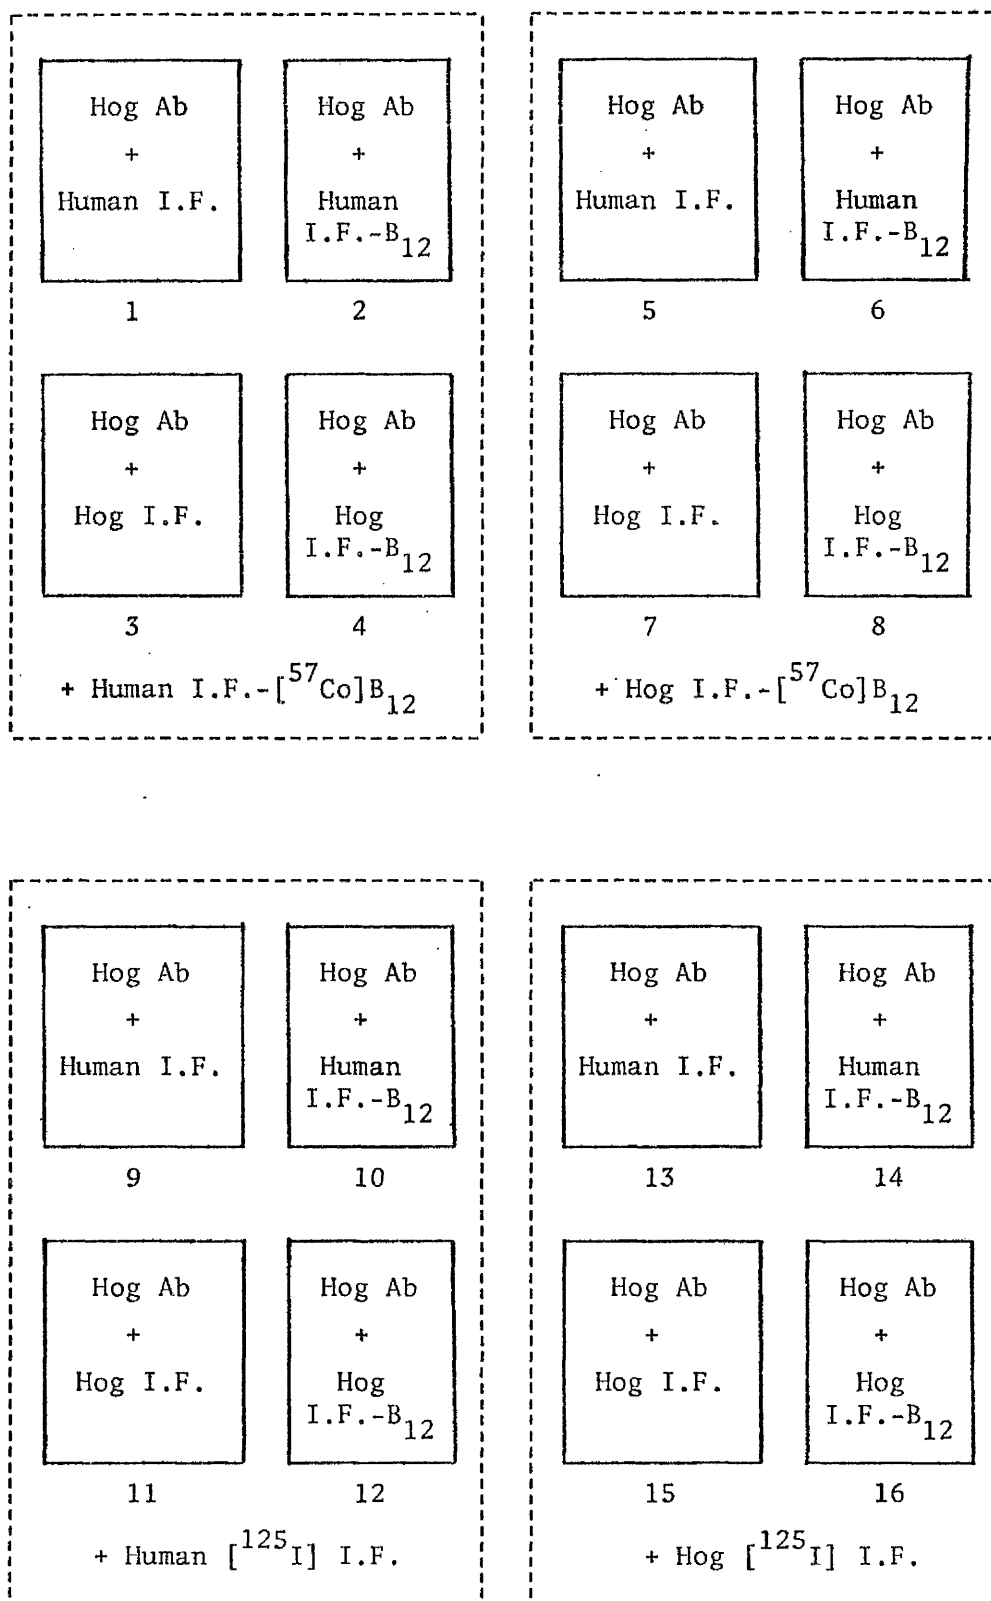 Hog Ab
+
Human I.F.
1
Hog Ab
+
Human
I.F.-B12
2
Hog Ab
+
Hog I.F.
3
Hog Ab
+
Hog
I.F.-B12
4
+ Human I.F.-[57Co]B12
Hog Ab
+
Human I.F.
5
Hog Ab
+
Human
I.F.-B12
6
Hog Ab
+
Hog I.F.
7
Hog Ab
+
Hog
I.F.-B12
8
+ Hog I.F.-[57Co]B12
Hog Ab
+
Human I.F.
9
Hog Ab
+
Human
I.F.-B12
10
Hog Ab
+
Hog I.F.
11
Hog Ab
+
Hog
I.F.-B12
12
+ Human [125I] I.F.
Hog Ab
+
Human I.F.
13
Hog Ab
+
Human
I.F.-B12
14
Hog Ab
+
Hog I.F.
15
Hog Ab
+
Hog
I.F.-B12
16
+ Hog [125I] I.F.